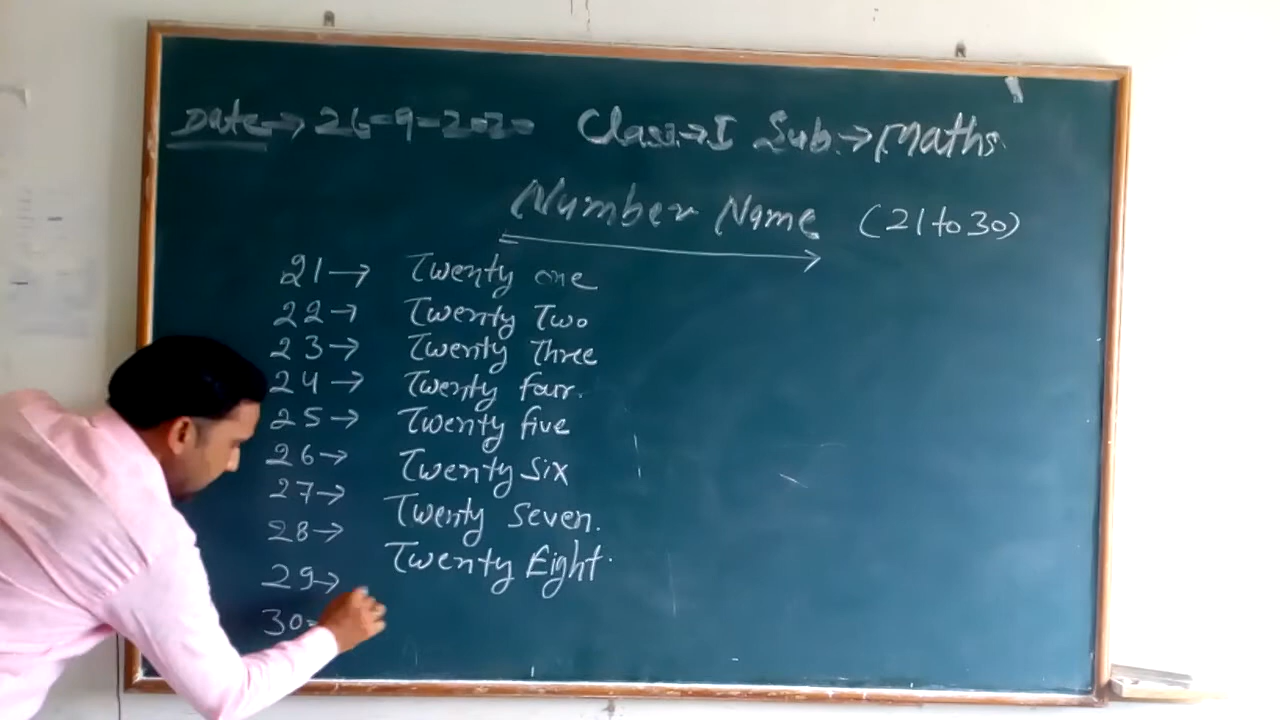 Date → 26-9-2020 Class → I Sub. → Maths.
Number Name (21 to 30)
21 → Twenty one
22 → Twenty Two
23 → Twenty Three
24 → Twenty four.
25 → Twenty five
26 → Twenty Six
27 → Twenty Seven.
28 → Twenty Eight.
29 →
30 →